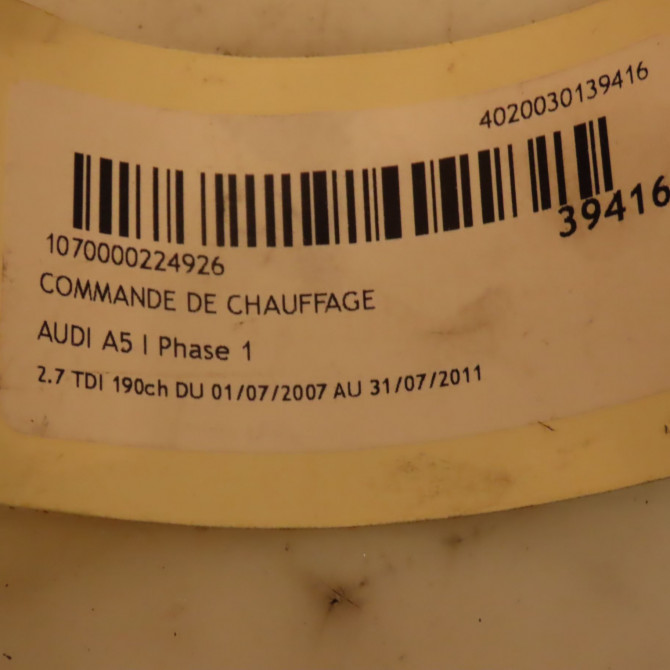 4020030139416
39416
1070000224926
COMMANDE DE CHAUFFAGE
AUDI A5 I Phase 1
2.7 TDI 190ch DU 01/07/2007 AU 31/07/2011